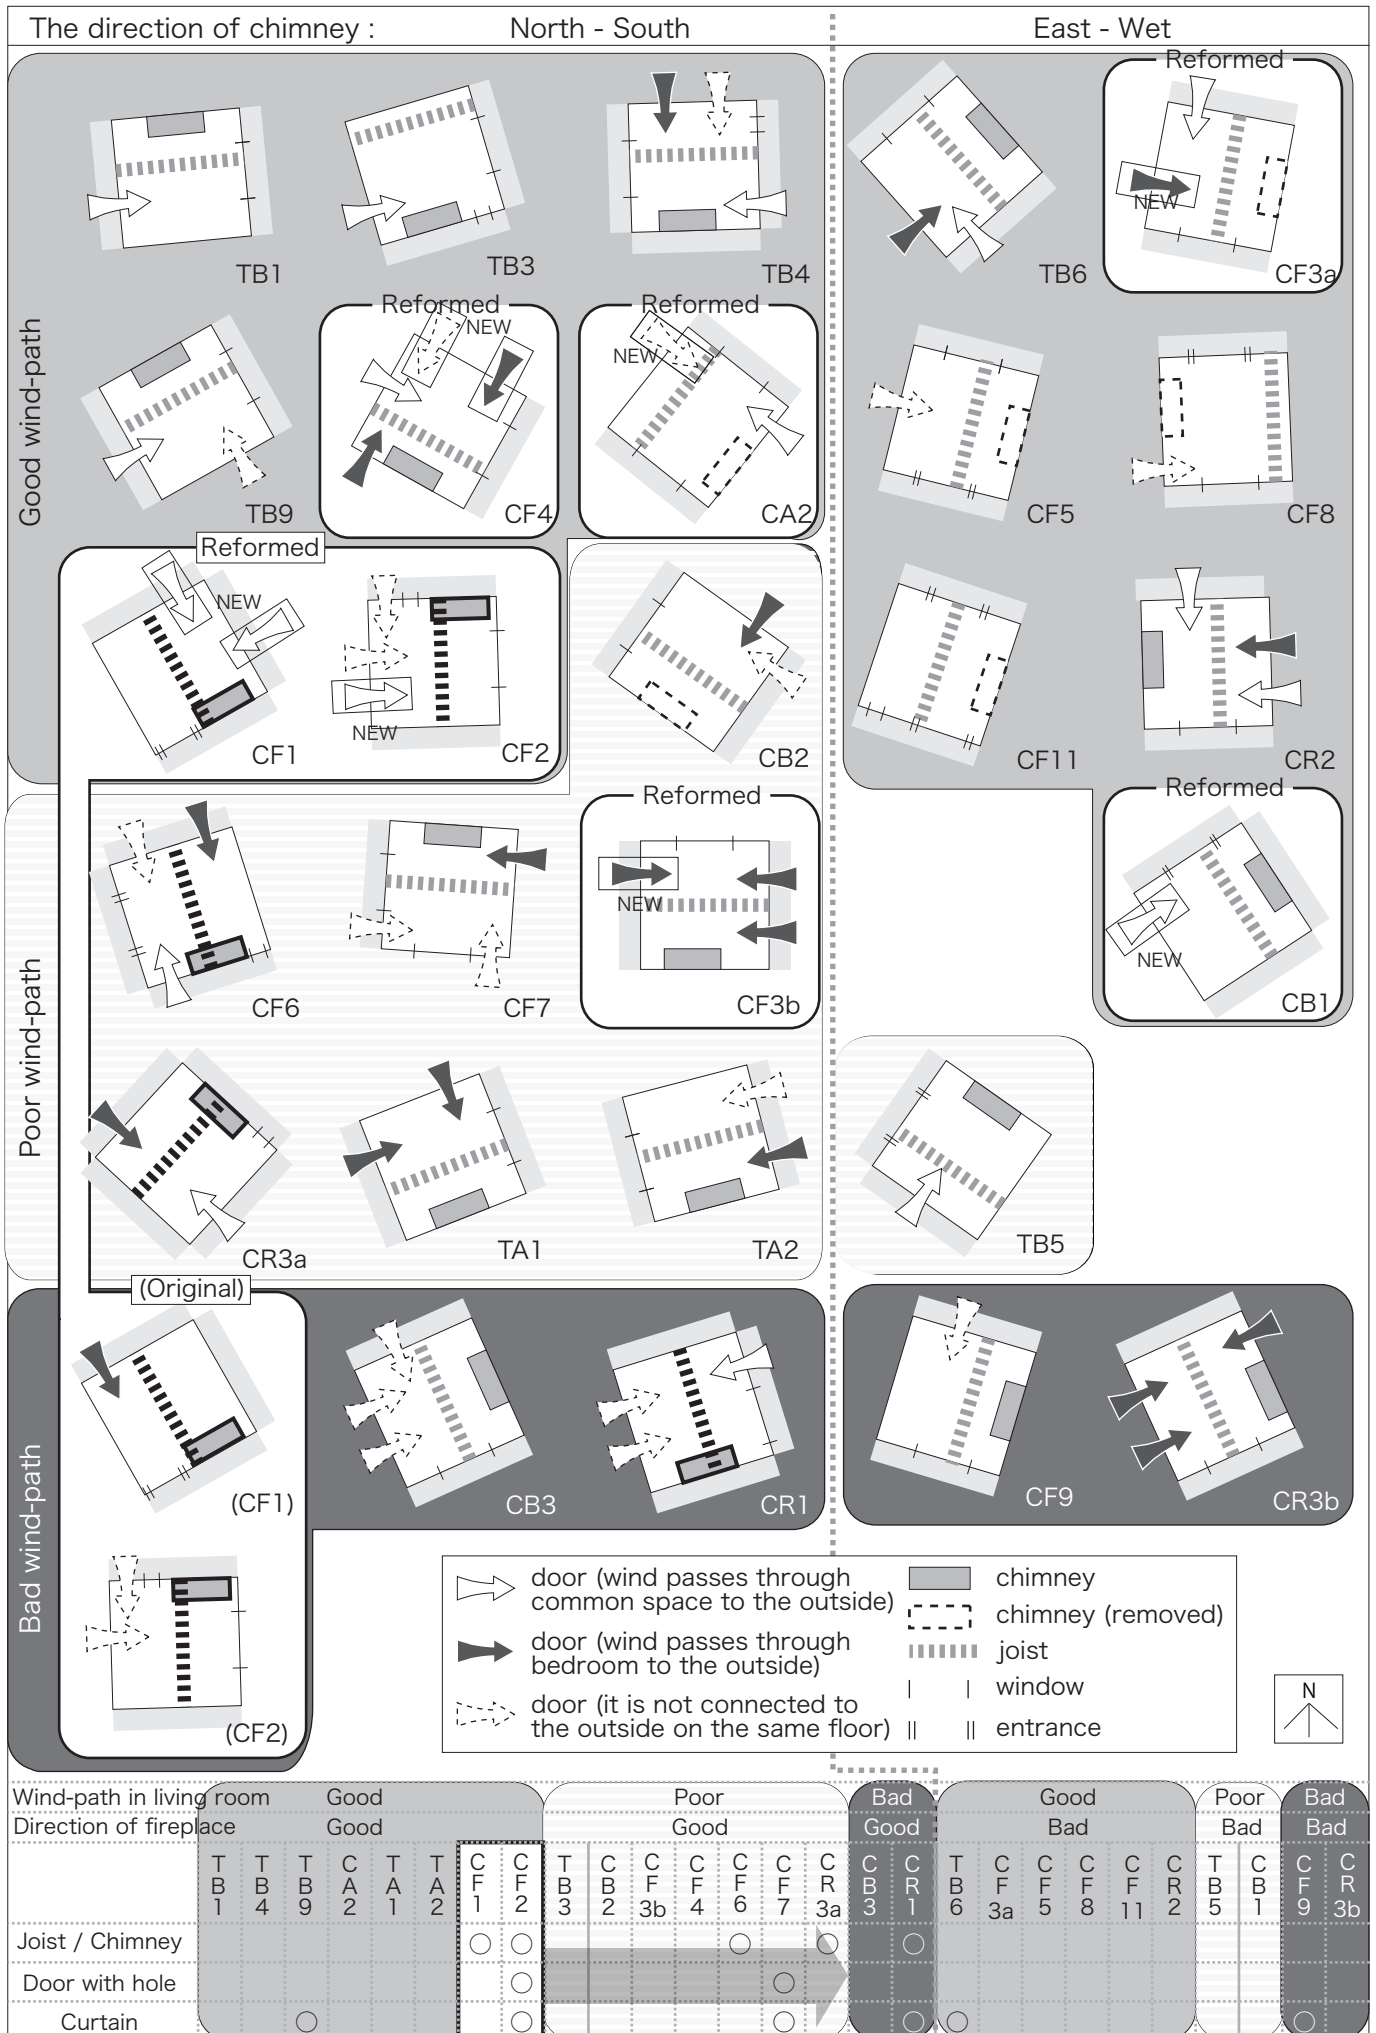 The direction of chimney :
North - South
East - Wet
Good wind-path
TB1
TB3
TB4
TB6
Reformed
NEW
CF3a
TB9
Reformed
NEW
CF4
Reformed
NEW
CA2
CF5
CF8
Reformed
NEW
CF1
NEW
CF2
CB2
CF11
CR2
Poor wind-path
CF6
CF7
Reformed
NEW
CF3b
Reformed
NEW
CB1
CR3a
TA1
TA2
TB5
Bad wind-path
(Original)
(CF1)
CB3
CR1
CF9
CR3b
(CF2)
door (wind passes through
common space to the outside)
door (wind passes through
bedroom to the outside)
door (it is not connected to
the outside on the same floor)
chimney
chimney (removed)
joist
window
entrance
N
Wind-path in living room Good Poor Bad Good Poor Bad
Direction of fireplace Good Good Good Bad Bad Bad
TB1 TB4 TB9 CA2 TA1 TA2 CF1 CF2 TB3 CB2 CF3b CF4 CF6 CF7 CR3a CB3 CR1 TB6 CF3a CF5 CF8 CF11 CR2 TB5 CB1 CF9 CR3b
Joist / Chimney ○ ○ ○ ○ ○
Door with hole ○ ○
Curtain ○ ○ ○ ○ ○ ○